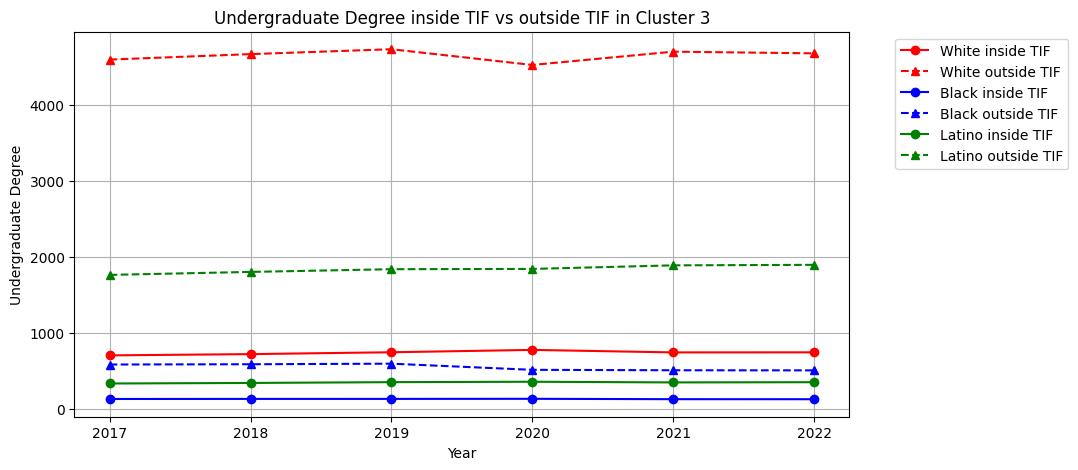 Undergraduate Degree inside TIF vs outside TIF in Cluster 3
White inside TIF
White outside TIF
Black inside TIF
Black outside TIF
Latino inside TIF
Latino outside TIF
Undergraduate Degree
4000
3000
2000
1000
0
2017 2018 2019 2020 2021 2022
Year